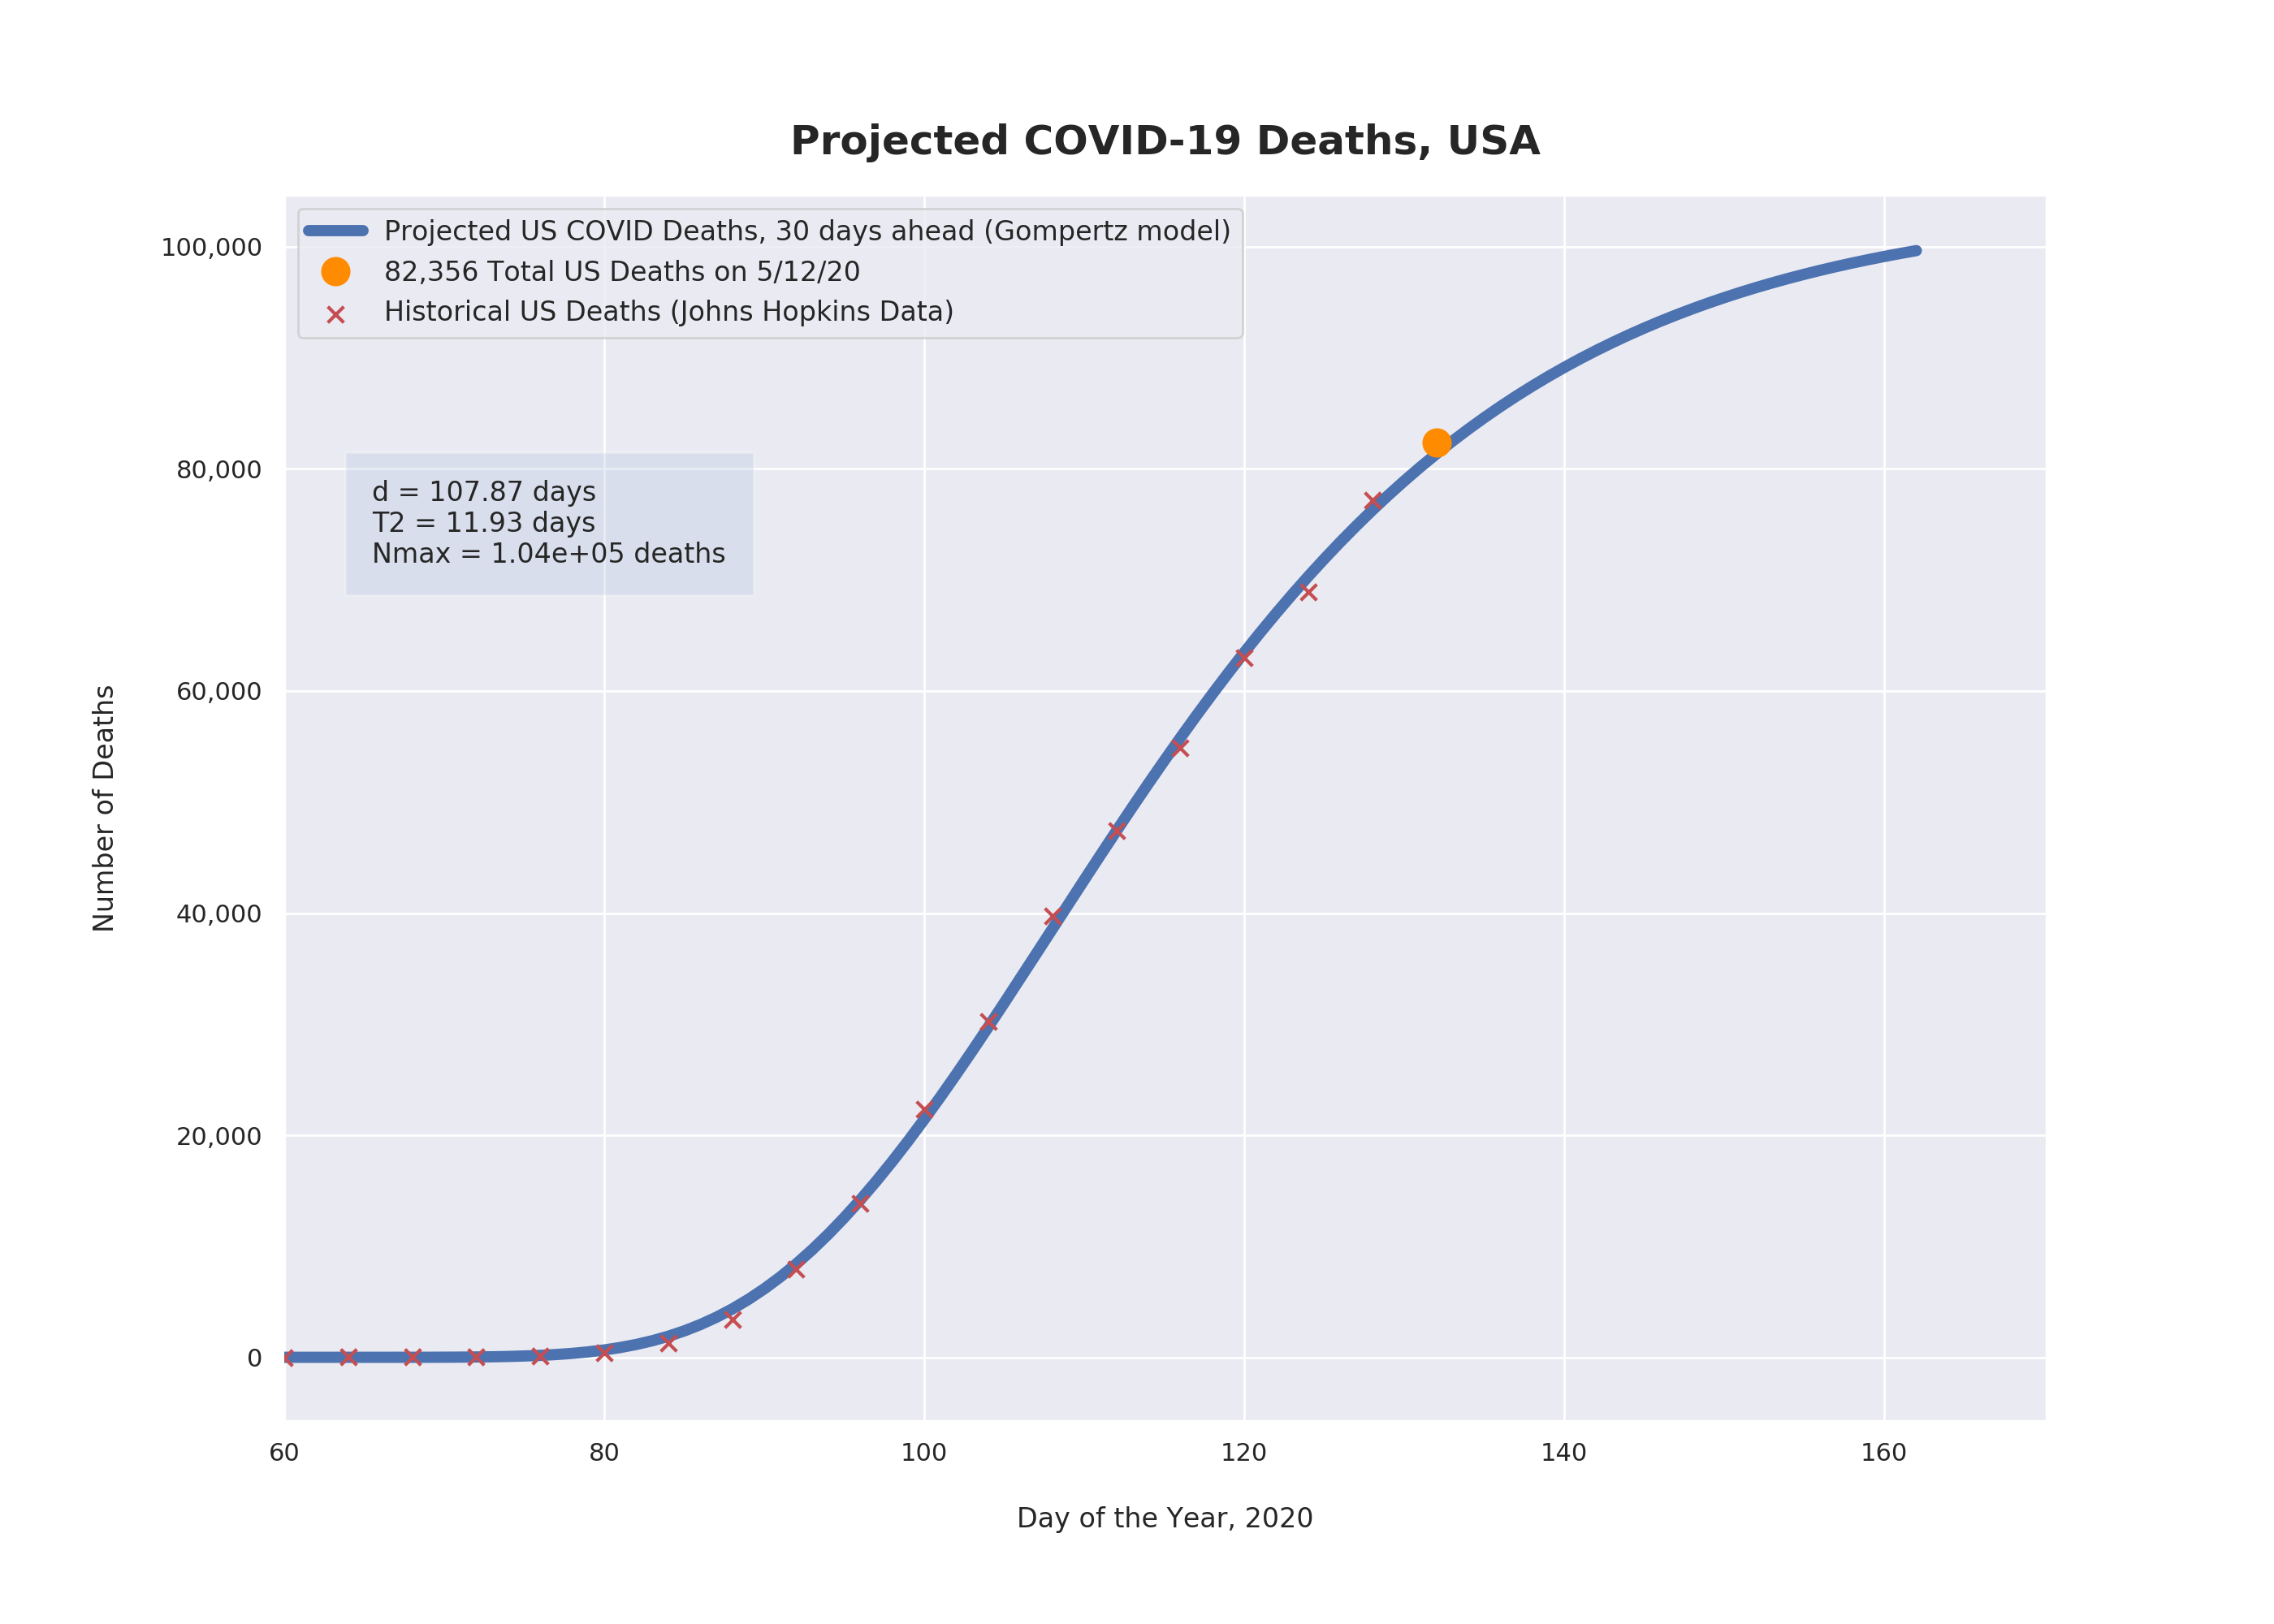 Projected COVID-19 Deaths, USA
Projected US COVID Deaths, 30 days ahead (Gompertz model)
82,356 Total US Deaths on 5/12/20
Historical US Deaths (Johns Hopkins Data)
d = 107.87 days
T2 = 11.93 days
Nmax = 1.04e+05 deaths
Number of Deaths
100,000
80,000
60,000
40,000
20,000
0
60 80 100 120 140 160
Day of the Year, 2020